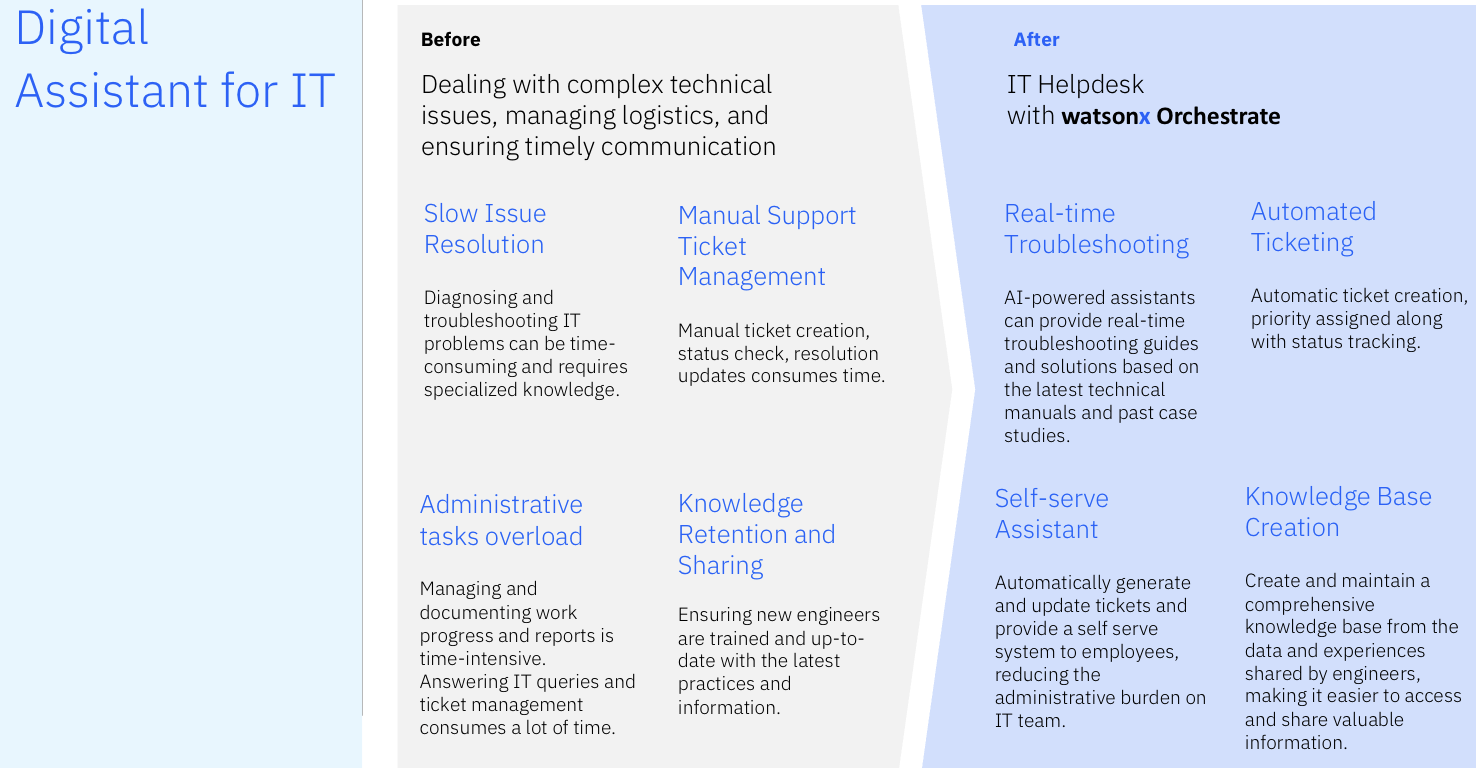 Digital
Assistant for IT
Before
Dealing with complex technical
issues, managing logistics, and
ensuring timely communication
Slow Issue
Resolution
Diagnosing and
troubleshooting IT
problems can be time-
consuming and requires
specialized knowledge.
Manual Support
Ticket
Management
Manual ticket creation,
status check, resolution
updates consumes time.
Administrative
tasks overload
Managing and
documenting work
progress and reports is
time-intensive.
Answering IT queries and
ticket management
consumes a lot of time.
Knowledge
Retention and
Sharing
Ensuring new engineers
are trained and up-to-
date with the latest
practices and
information.
After
IT Helpdesk
with watsonx Orchestrate
Real-time
Troubleshooting
AI-powered assistants
can provide real-time
troubleshooting guides
and solutions based on
the latest technical
manuals and past case
studies.
Automated
Ticketing
Automatic ticket creation,
priority assigned along
with status tracking.
Self-serve
Assistant
Automatically generate
and update tickets and
provide a self serve
system to employees,
reducing the
administrative burden on
IT team.
Knowledge Base
Creation
Create and maintain a
comprehensive
knowledge base from the
data and experiences
shared by engineers,
making it easier to access
and share valuable
information.